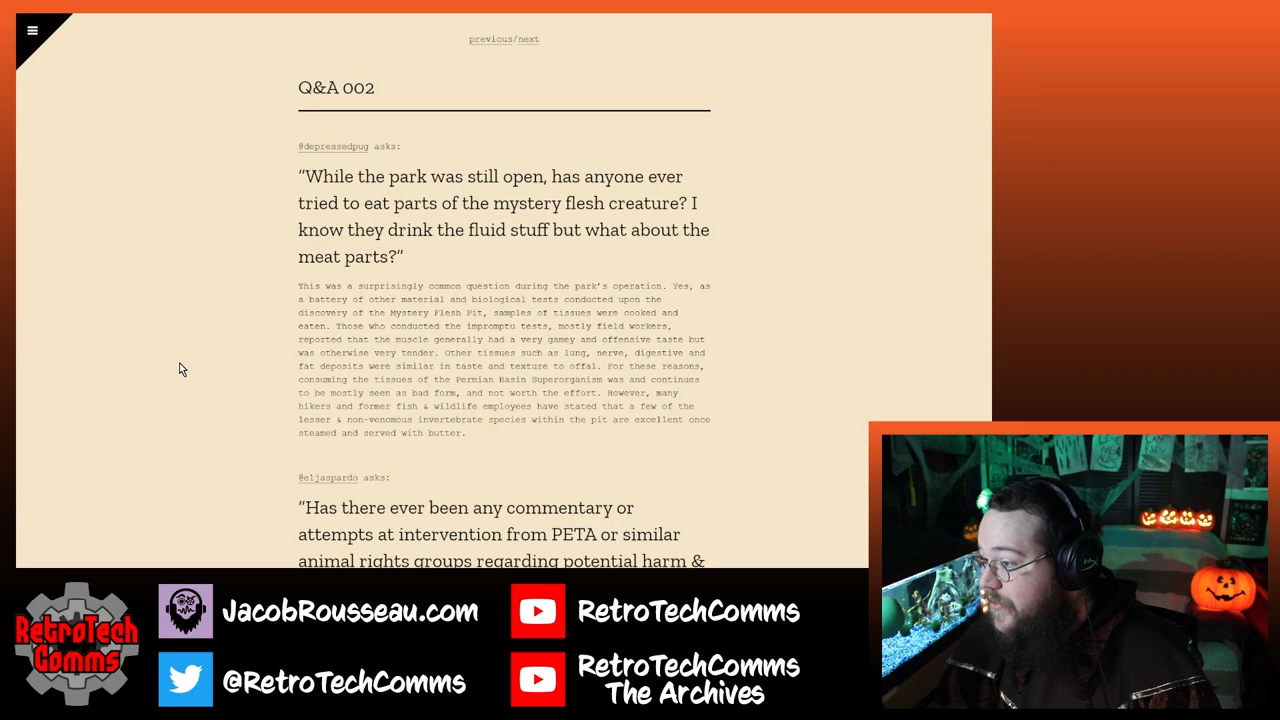 previous/next
Q&A 002
@depressedpug asks:
“While the park was still open, has anyone ever
tried to eat parts of the mystery flesh creature? I
know they drink the fluid stuff but what about the
meat parts?”
This was a surprisingly common question during the park’s operation. Yes, as
a battery of other material and biological tests conducted upon the
discovery of the Mystery Flesh Pit, samples of tissues were cooked and
eaten. Those who conducted the impromptu tests, mostly field workers,
reported that the muscle generally had a very gamey and offensive taste but
was otherwise very tender. Other tissues such as lung, nerve, digestive and
fat deposits were similar in taste and texture to offal. For these reasons,
consuming the tissues of the Permian Basin Superorganism was and continues
to be mostly seen as bad form, and not worth the effort. However, many
hikers and former fish & wildlife employees have stated that a few of the
lesser & non-venomous invertebrate species within the pit are excellent once
steamed and served with butter.
@eljaspardo asks:
“Has there ever been any commentary or
attempts at intervention from PETA or similar
animal rights groups regarding potential harm &
RetroTech
Comms
JacobRousseau.com
@RetroTechComms
RetroTechComms
RetroTechComms
The Archives